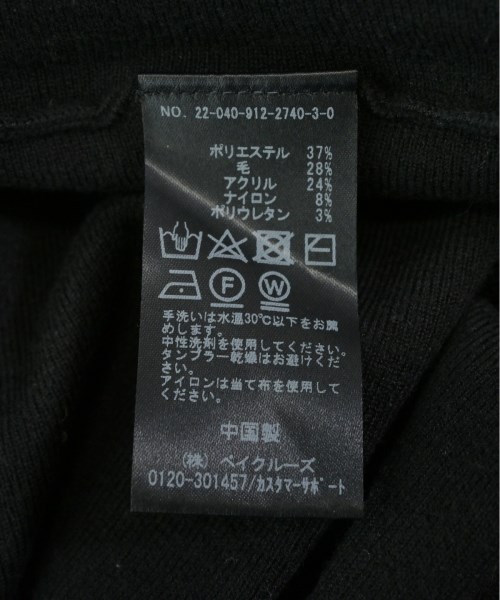 NO. 22-040-912-2740-3-0
ポリエステル 37%
毛 28%
アクリル 24%
ナイロン 8%
ポリウレタン 3%
F W
手洗いは水温30℃以下をお薦
めします。
中性洗剤を使用してください。
タンブラー乾燥はお避けくださ
い。
アイロンは当て布を使用してく
ださい。
中国製
(株) ベイクルーズ
0120-301457/カスタマーサポート